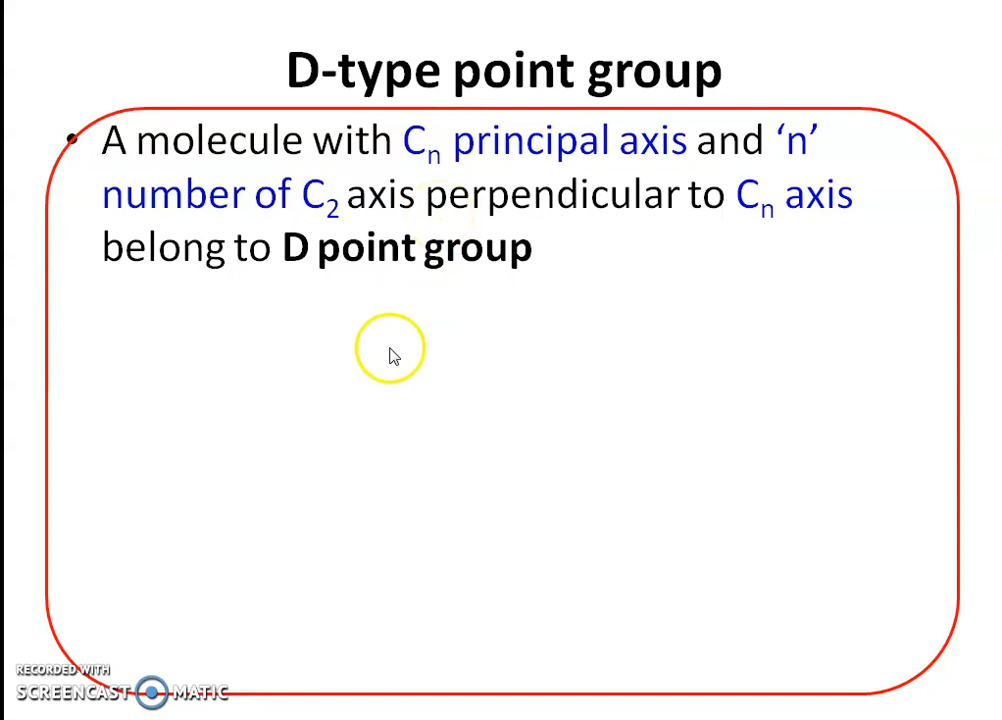 D-type point group
• A molecule with Cn principal axis and ‘n’
number of C2 axis perpendicular to Cn axis
belong to D point group
RECORDED WITH
SCREENCAST MATIC